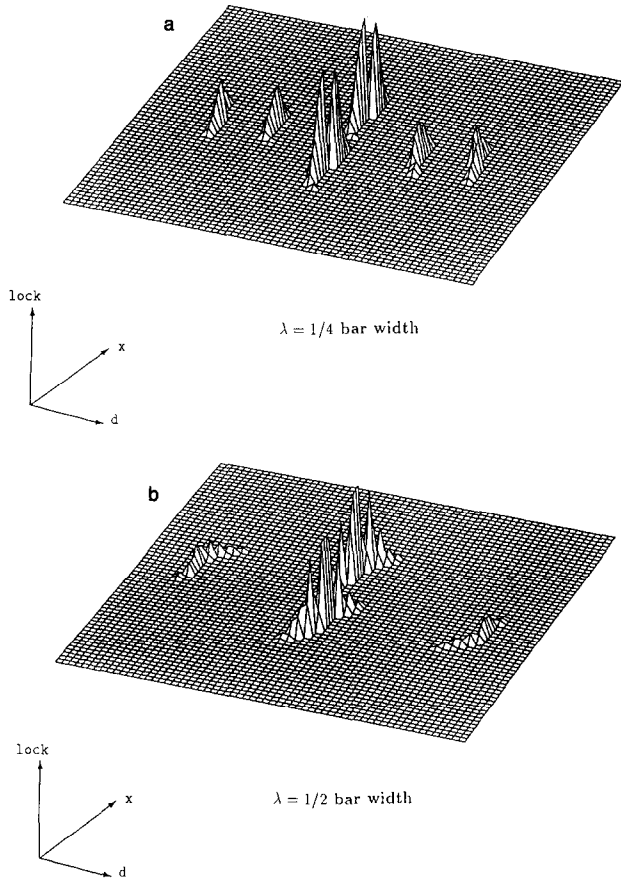 a
lock
x
d
λ = 1/4 bar width
b
lock
x
d
λ = 1/2 bar width